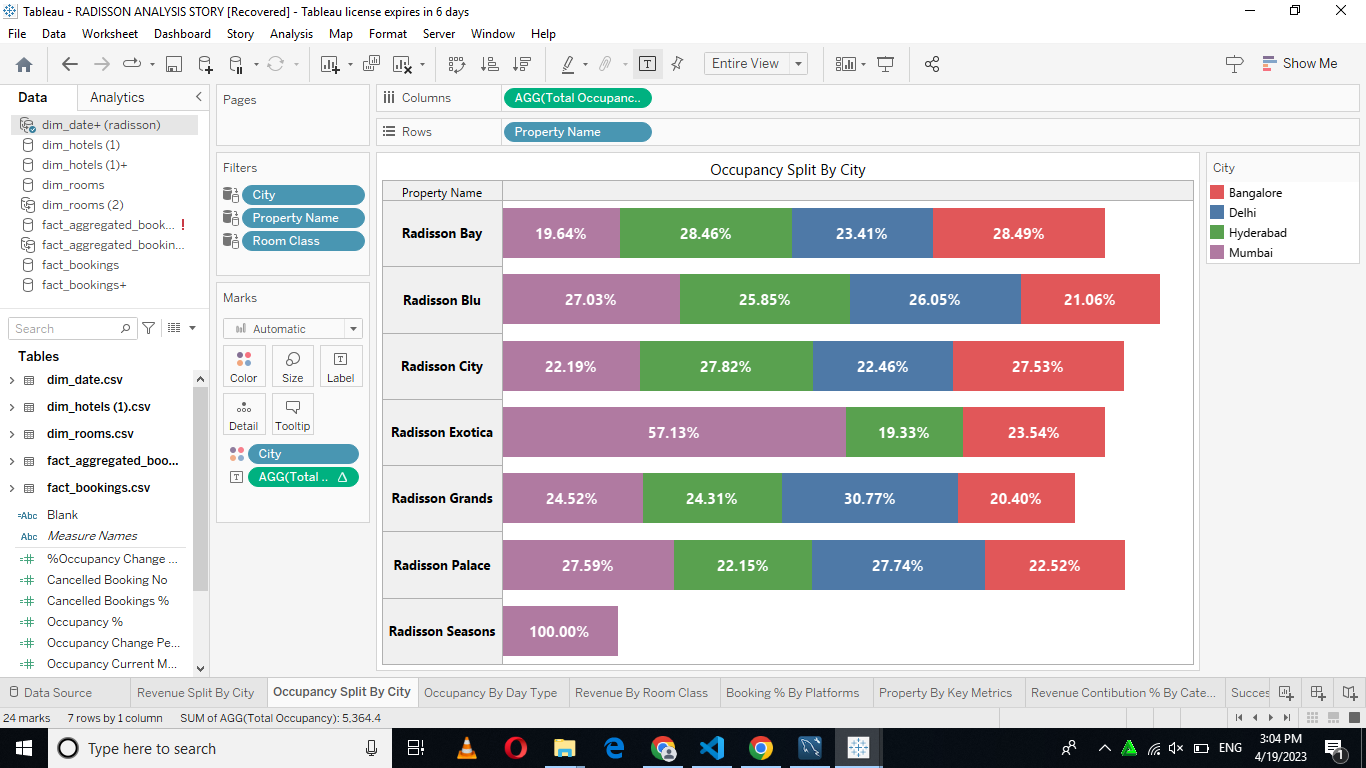 Tableau - RADISSON ANALYSIS STORY [Recovered] - Tableau license expires in 6 days
File Data Worksheet Dashboard Story Analysis Map Format Server Window Help
Entire View
Show Me
Data Analytics
dim_date+ (radisson)
dim_hotels (1)
dim_hotels (1)+
dim_rooms
dim_rooms (2)
fact_aggregated_book... !
fact_aggregated_bookin...
fact_bookings
fact_bookings+
Search
Tables
dim_date.csv
dim_hotels (1).csv
dim_rooms.csv
fact_aggregated_boo...
fact_bookings.csv
Abc Blank
Abc Measure Names
%Occupancy Change ...
Cancelled Booking No
Cancelled Bookings %
Occupancy %
Occupancy Change Pe...
Occupancy Current M...
Pages
Filters
City
Property Name
Room Class
Marks
Automatic
Color Size Label
Detail Tooltip
City
AGG(Total ..
Columns AGG(Total Occupanc..
Rows Property Name
Occupancy Split By City
Property Name
Radisson Bay 19.64% 28.46% 23.41% 28.49%
Radisson Blu 27.03% 25.85% 26.05% 21.06%
Radisson City 22.19% 27.82% 22.46% 27.53%
Radisson Exotica 57.13% 19.33% 23.54%
Radisson Grands 24.52% 24.31% 30.77% 20.40%
Radisson Palace 27.59% 22.15% 27.74% 22.52%
Radisson Seasons 100.00%
City
Bangalore
Delhi
Hyderabad
Mumbai
Data Source Revenue Split By City Occupancy Split By City Occupancy By Day Type Revenue By Room Class Booking % By Platforms Property By Key Metrics Revenue Contibution % By Cate... Succes
24 marks 7 rows by 1 column SUM of AGG(Total Occupancy): 5,364.4
Type here to search
ENG
3:04 PM
4/19/2023
1